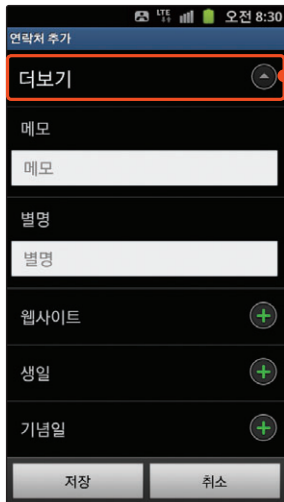 LTE 오전 8:30
연락처 추가
더보기
메모
메모
별명
별명
웹사이트
생일
기념일
저장 취소